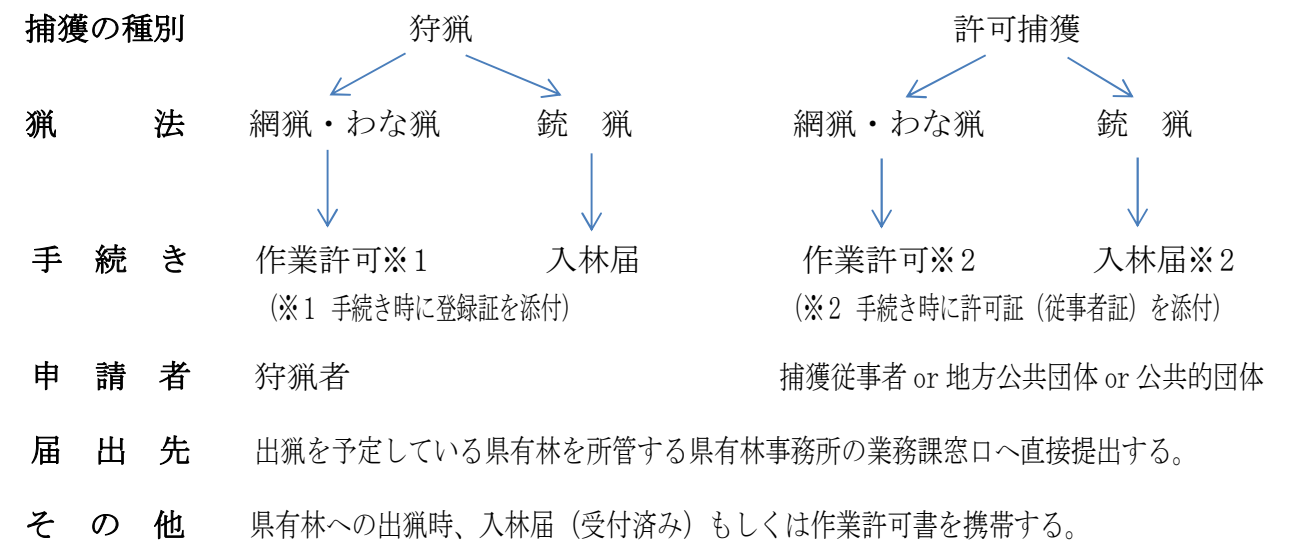 捕獲の種別 狩猟 許可捕獲
猟法 網猟・わな猟 銃猟 網猟・わな猟 銃猟
手続き 作業許可※1 入林届 作業許可※2 入林届※2
(※1 手続き時に登録証を添付) (※2 手続き時に許可証(従事者証)を添付)
申請者 狩猟者 捕獲従事者 or 地方公共団体 or 公共的団体
届出先 出猟を予定している県有林を所管する県有林事務所の業務課窓口へ直接提出する。
その他 県有林への出猟時、入林届(受付済み)もしくは作業許可書を携帯する。